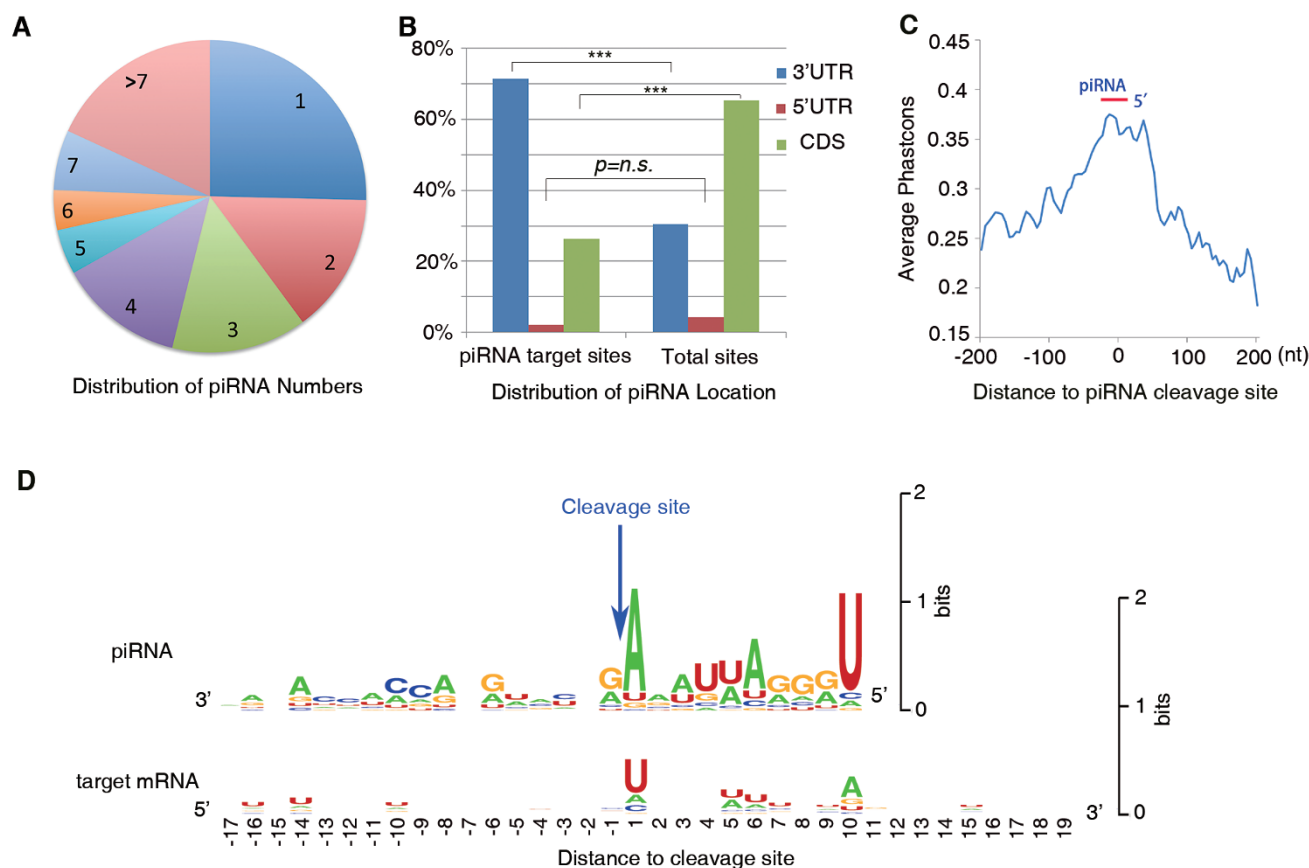 A
>7
1
7
6
5
2
4
3
Distribution of piRNA Numbers
B
80%
60%
40%
20%
0%
***
***
p=n.s.
3'UTR
5'UTR
CDS
piRNA target sites Total sites
Distribution of piRNA Location
C
Average Phastcons
0.45
0.4
0.35
0.3
0.25
0.2
0.15
piRNA
5′
-200 -100 0 100 200 (nt)
Distance to piRNA cleavage site
D
Cleavage site
piRNA
3′
5′
2
1
0
bits
2
1
0
bits
target mRNA
5′
3′
-17 -16 -15 -14 -13 -12 -11 -10 -9 -8 -7 -6 -5 -4 -3 -2 -1 1 2 3 4 5 6 7 8 9 10 11 12 13 14 15 16 17 18 19
Distance to cleavage site